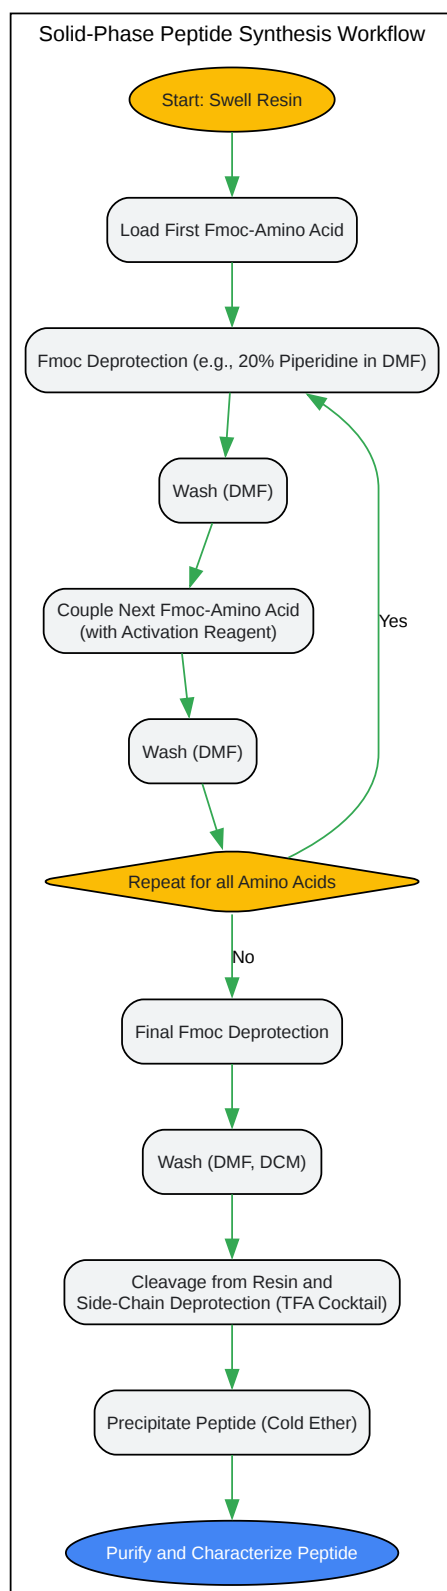 Solid-Phase Peptide Synthesis Workflow
Start: Swell Resin
Load First Fmoc-Amino Acid
Fmoc Deprotection (e.g., 20% Piperidine in DMF)
Wash (DMF)
Couple Next Fmoc-Amino Acid
(with Activation Reagent)
Yes
Wash (DMF)
Repeat for all Amino Acids
No
Final Fmoc Deprotection
Wash (DMF, DCM)
Cleavage from Resin and
Side-Chain Deprotection (TFA Cocktail)
Precipitate Peptide (Cold Ether)
Purify and Characterize Peptide